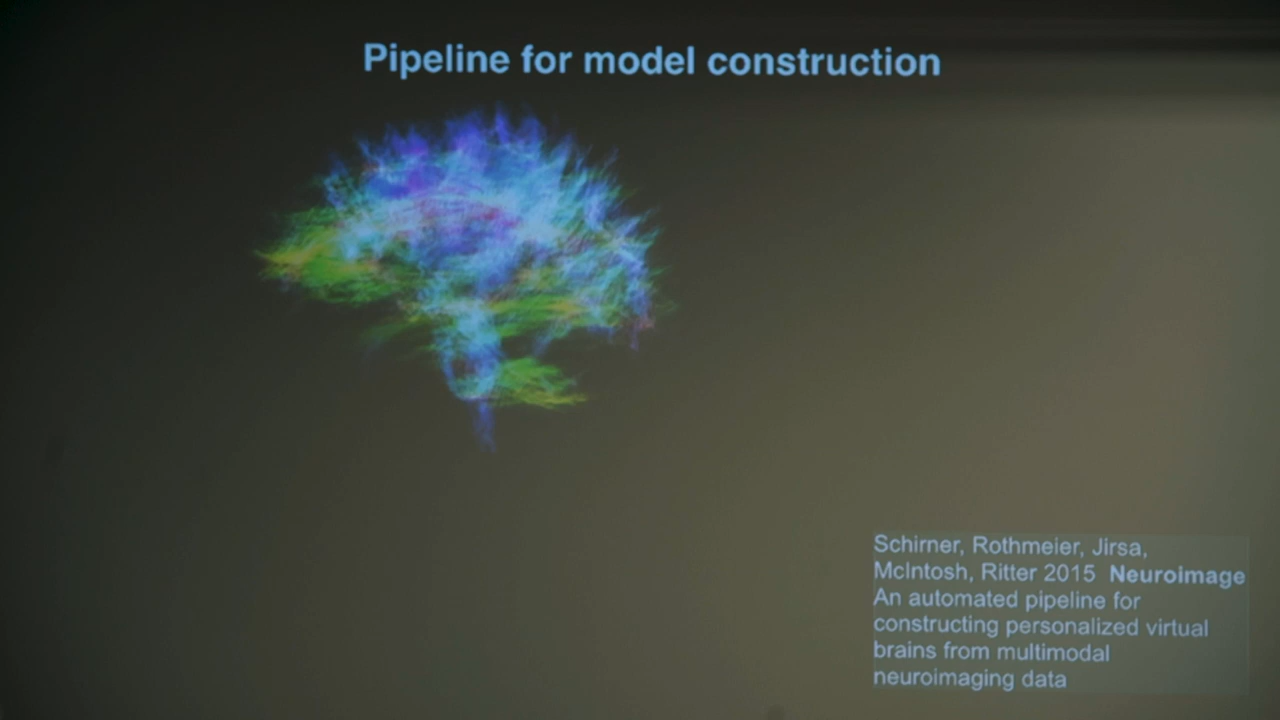 Pipeline for model construction
Schirner, Rothmeier, Jirsa,
McIntosh, Ritter 2015 Neuroimage
An automated pipeline for
constructing personalized virtual
brains from multimodal
neuroimaging data